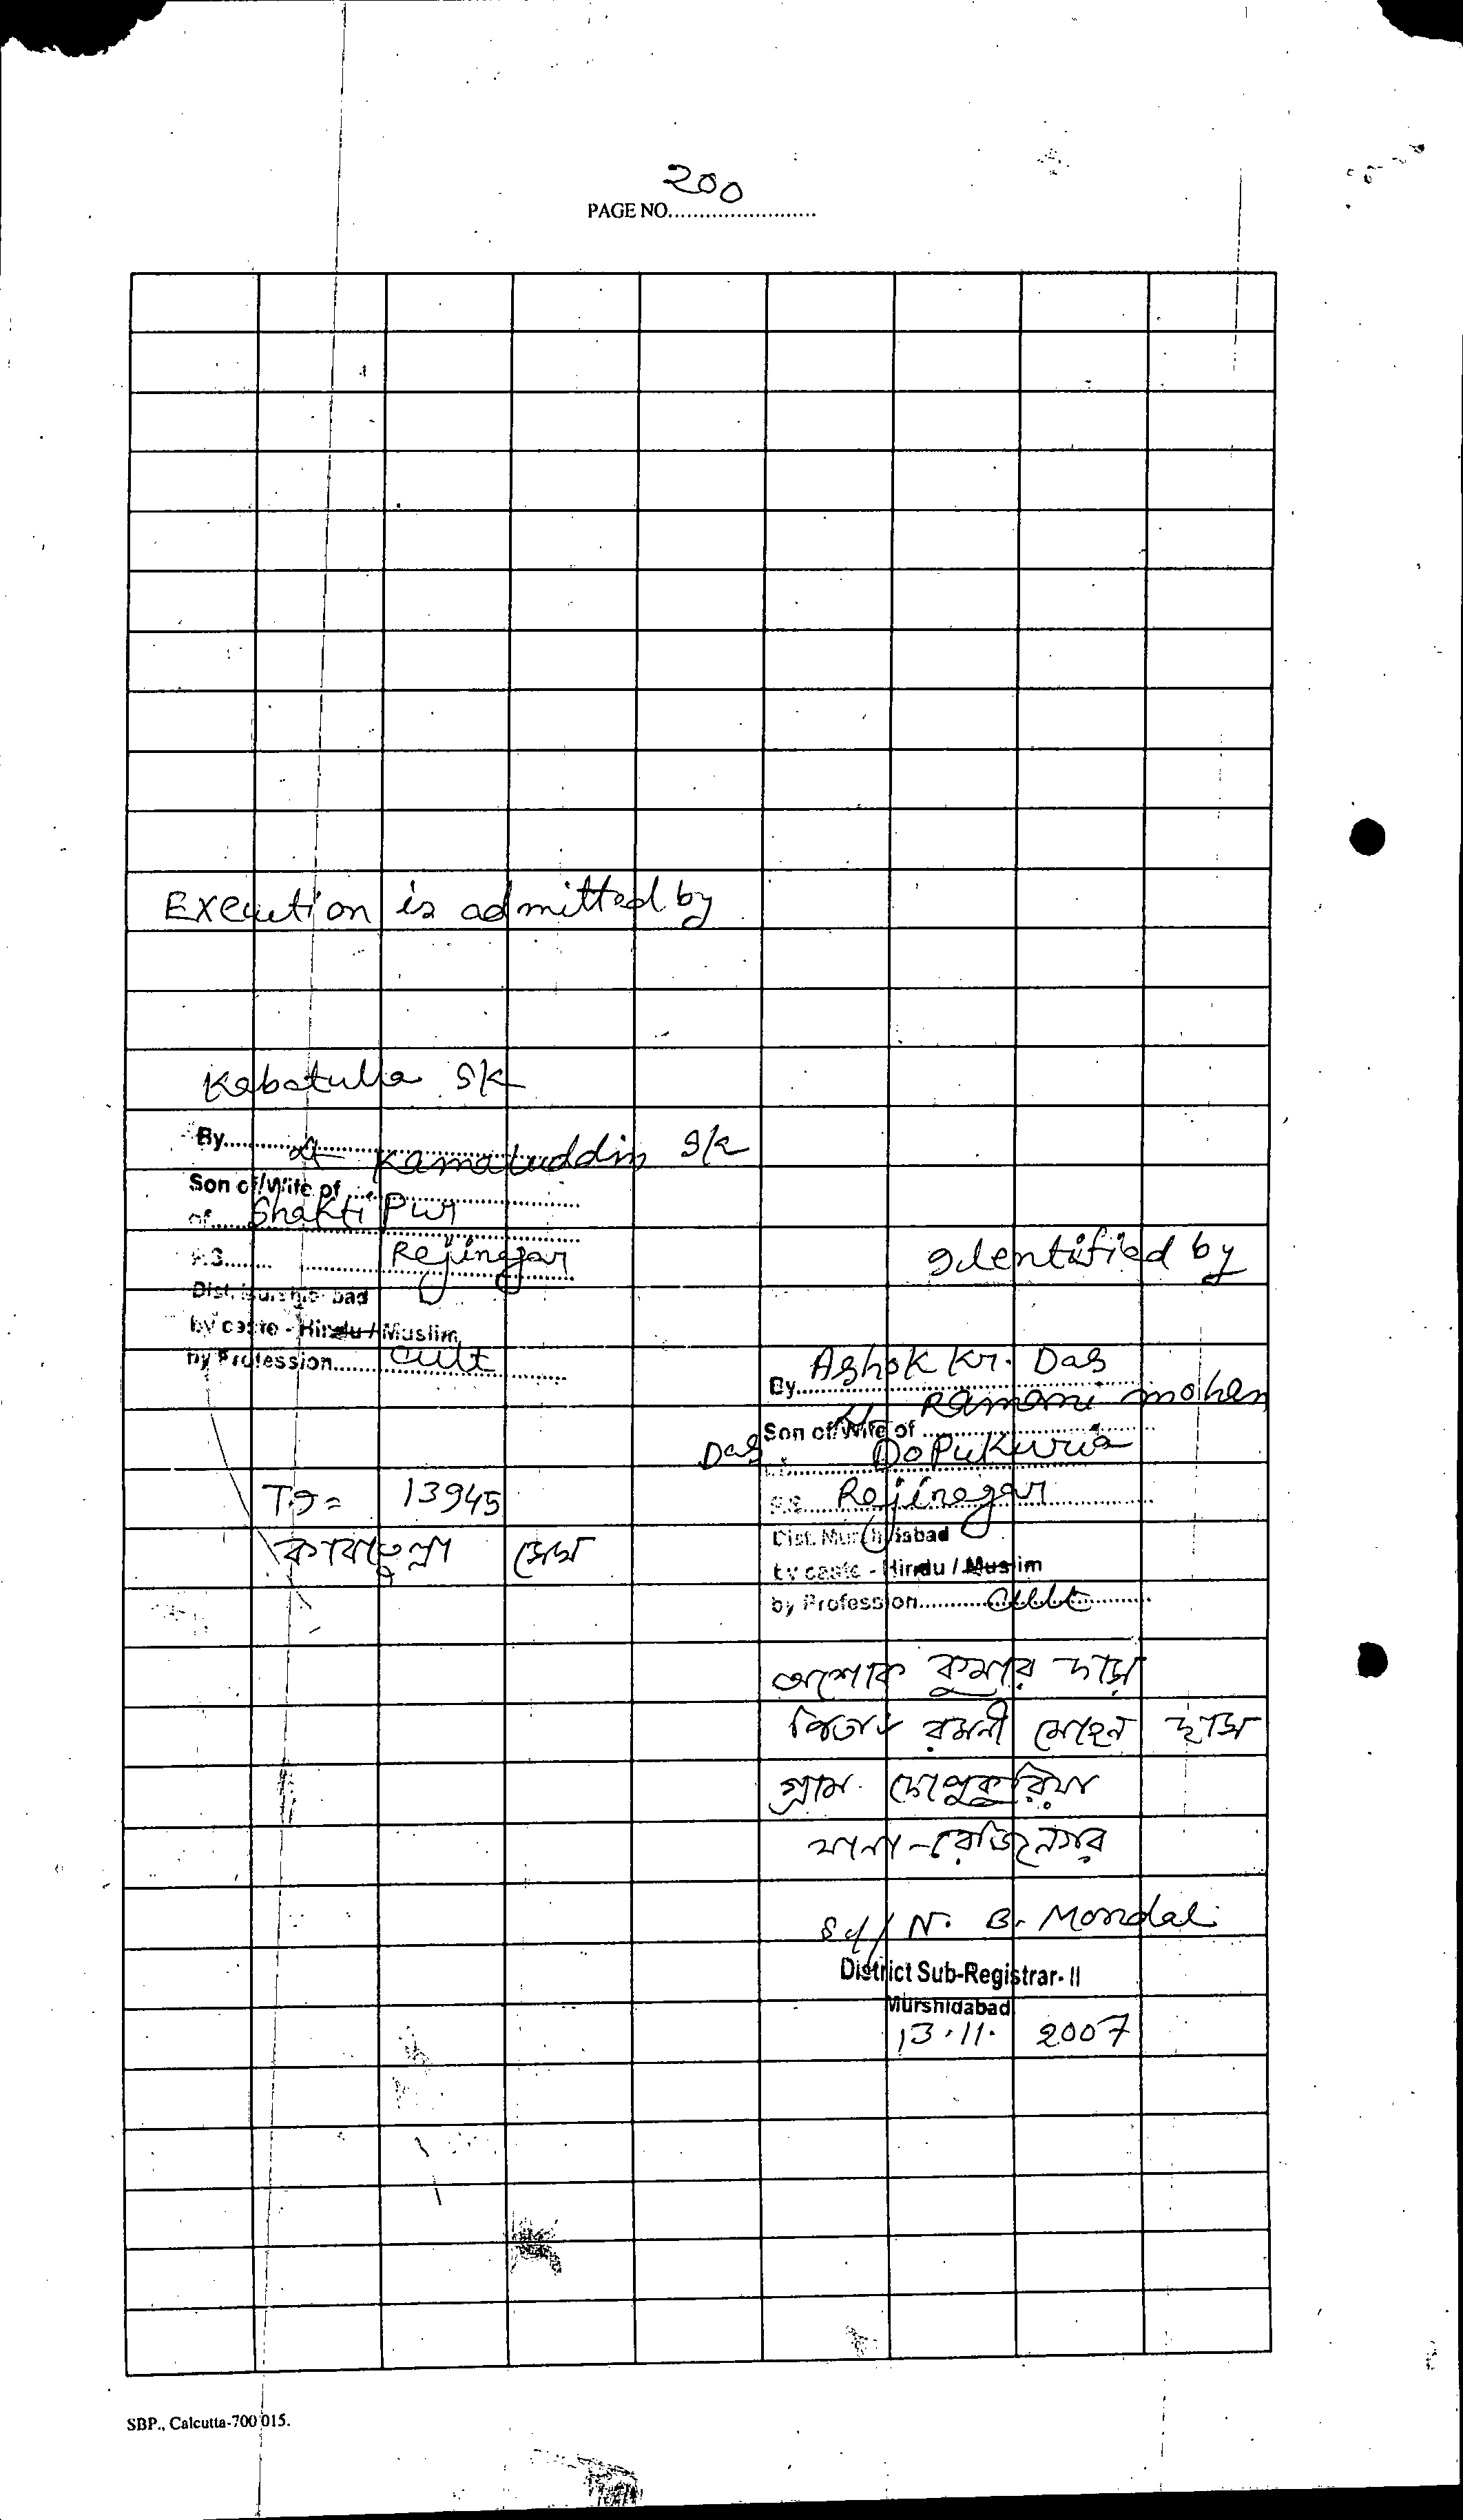 200
PAGE NO.........................
Execution is admitted by
Kabatulla Sk
By.....................
Lt Kamaluddin Sk
Son of/Wife of ...........................
of...... Shakti Pur
P.S........ Rejinagar
Dist. Murshidabad
by caste - Hindu / Muslim
by Profession......... Cult
Identified by
Ashok Kr. Das
By.....................
Lt Ramani mohan
Son of/Wife of ...........................
Das Dopukuria
P.S...... Rejinagar
Dist. Murshidabad
by caste - Hindu / Muslim
by Profession............ Cult
13945
কাবাতুল্লা সেখ
অশোক কুমার দাস
পিতাং রমনী মোহন দাস
গ্রাম দোপুকুরিয়া
থানা - রেজিনগর
Sd/ N. B. Mondal
District Sub-Registrar- II
Murshidabad
13.11. 2007
SBP., Calcutta-700 015.